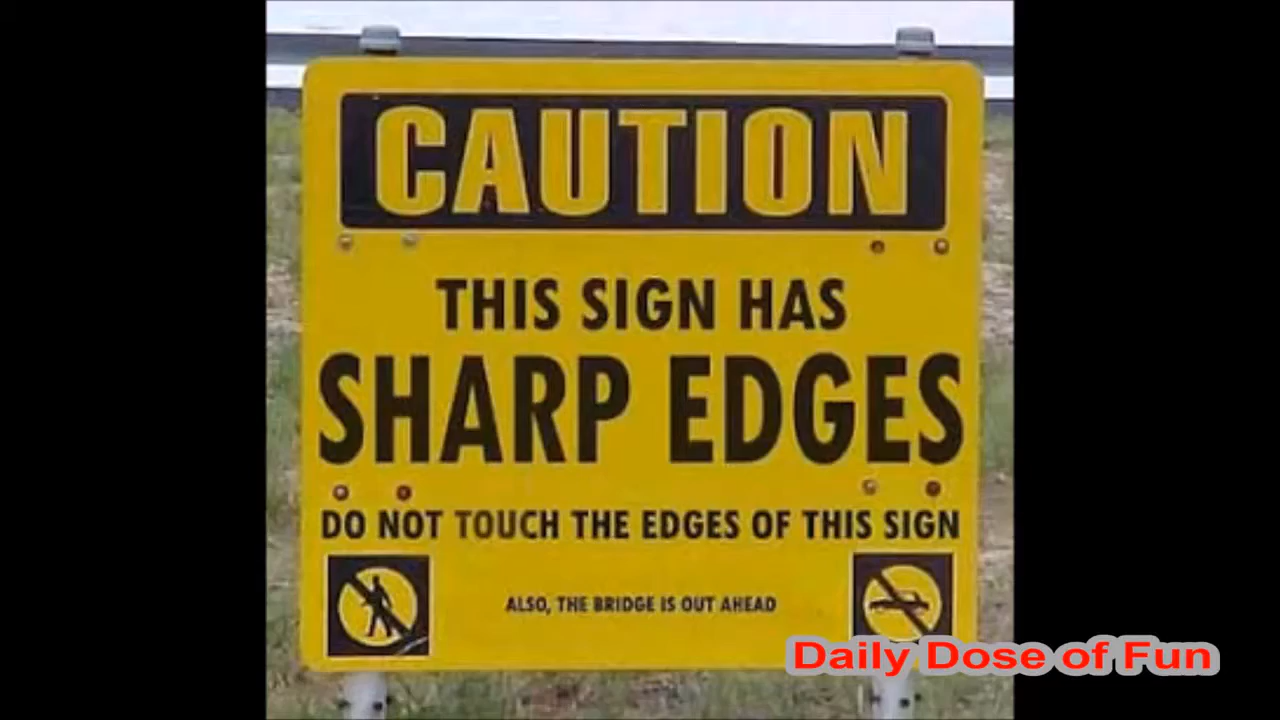 CAUTION
THIS SIGN HAS
SHARP EDGES
DO NOT TOUCH THE EDGES OF THIS SIGN
ALSO, THE BRIDGE IS OUT AHEAD
Daily Dose of Fun